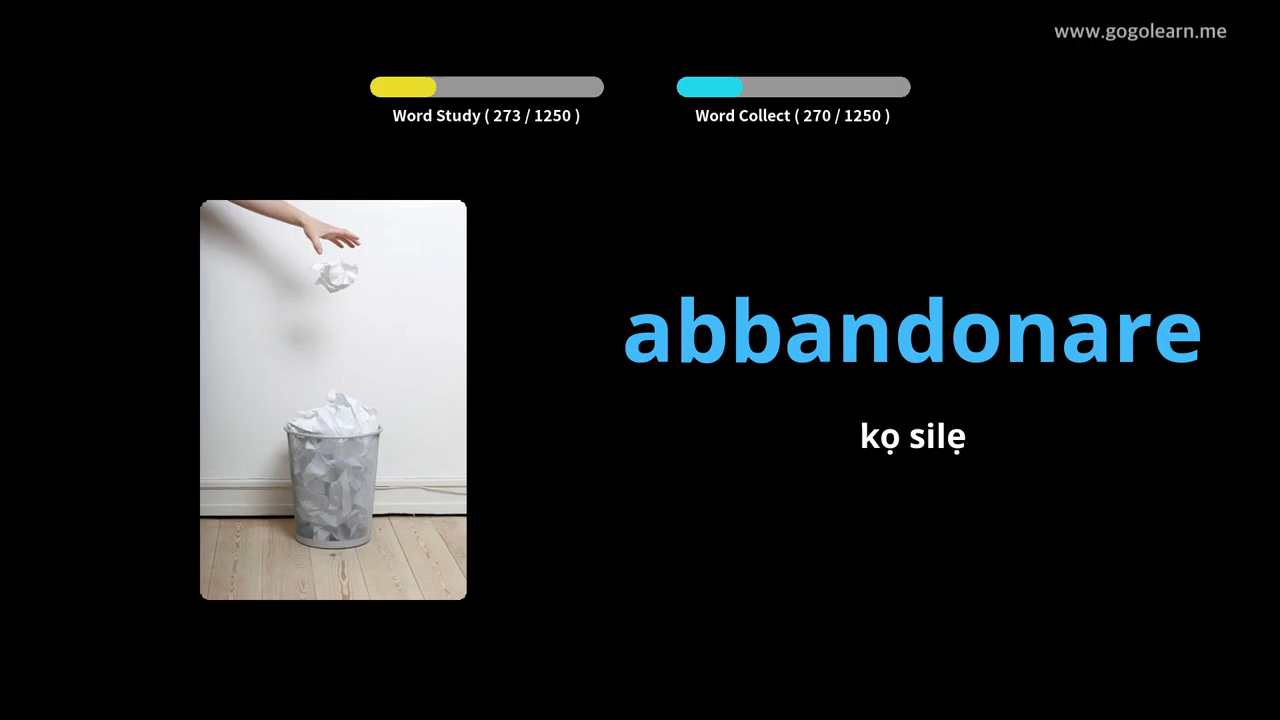 www.gogolearn.me
Word Study ( 273 / 1250 )
Word Collect ( 270 / 1250 )
abbandonare
kọ silẹ